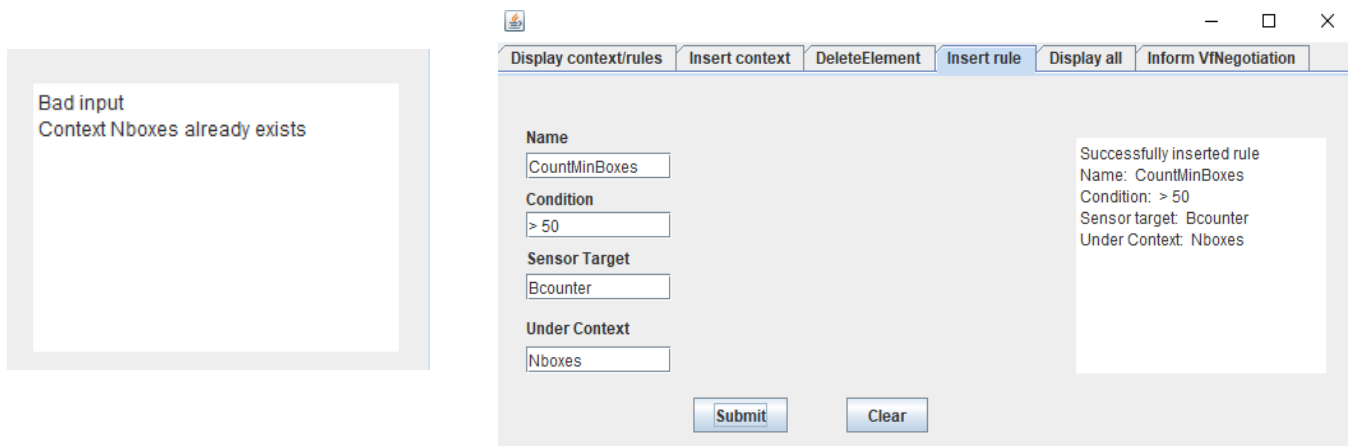 Bad input
Context Nboxes already exists
Display context/rules Insert context DeleteElement Insert rule Display all Inform VfNegotiation
Name
CountMinBoxes
Condition
> 50
Sensor Target
Bcounter
Under Context
Nboxes
Submit Clear
Successfully inserted rule
Name: CountMinBoxes
Condition: > 50
Sensor target: Bcounter
Under Context: Nboxes